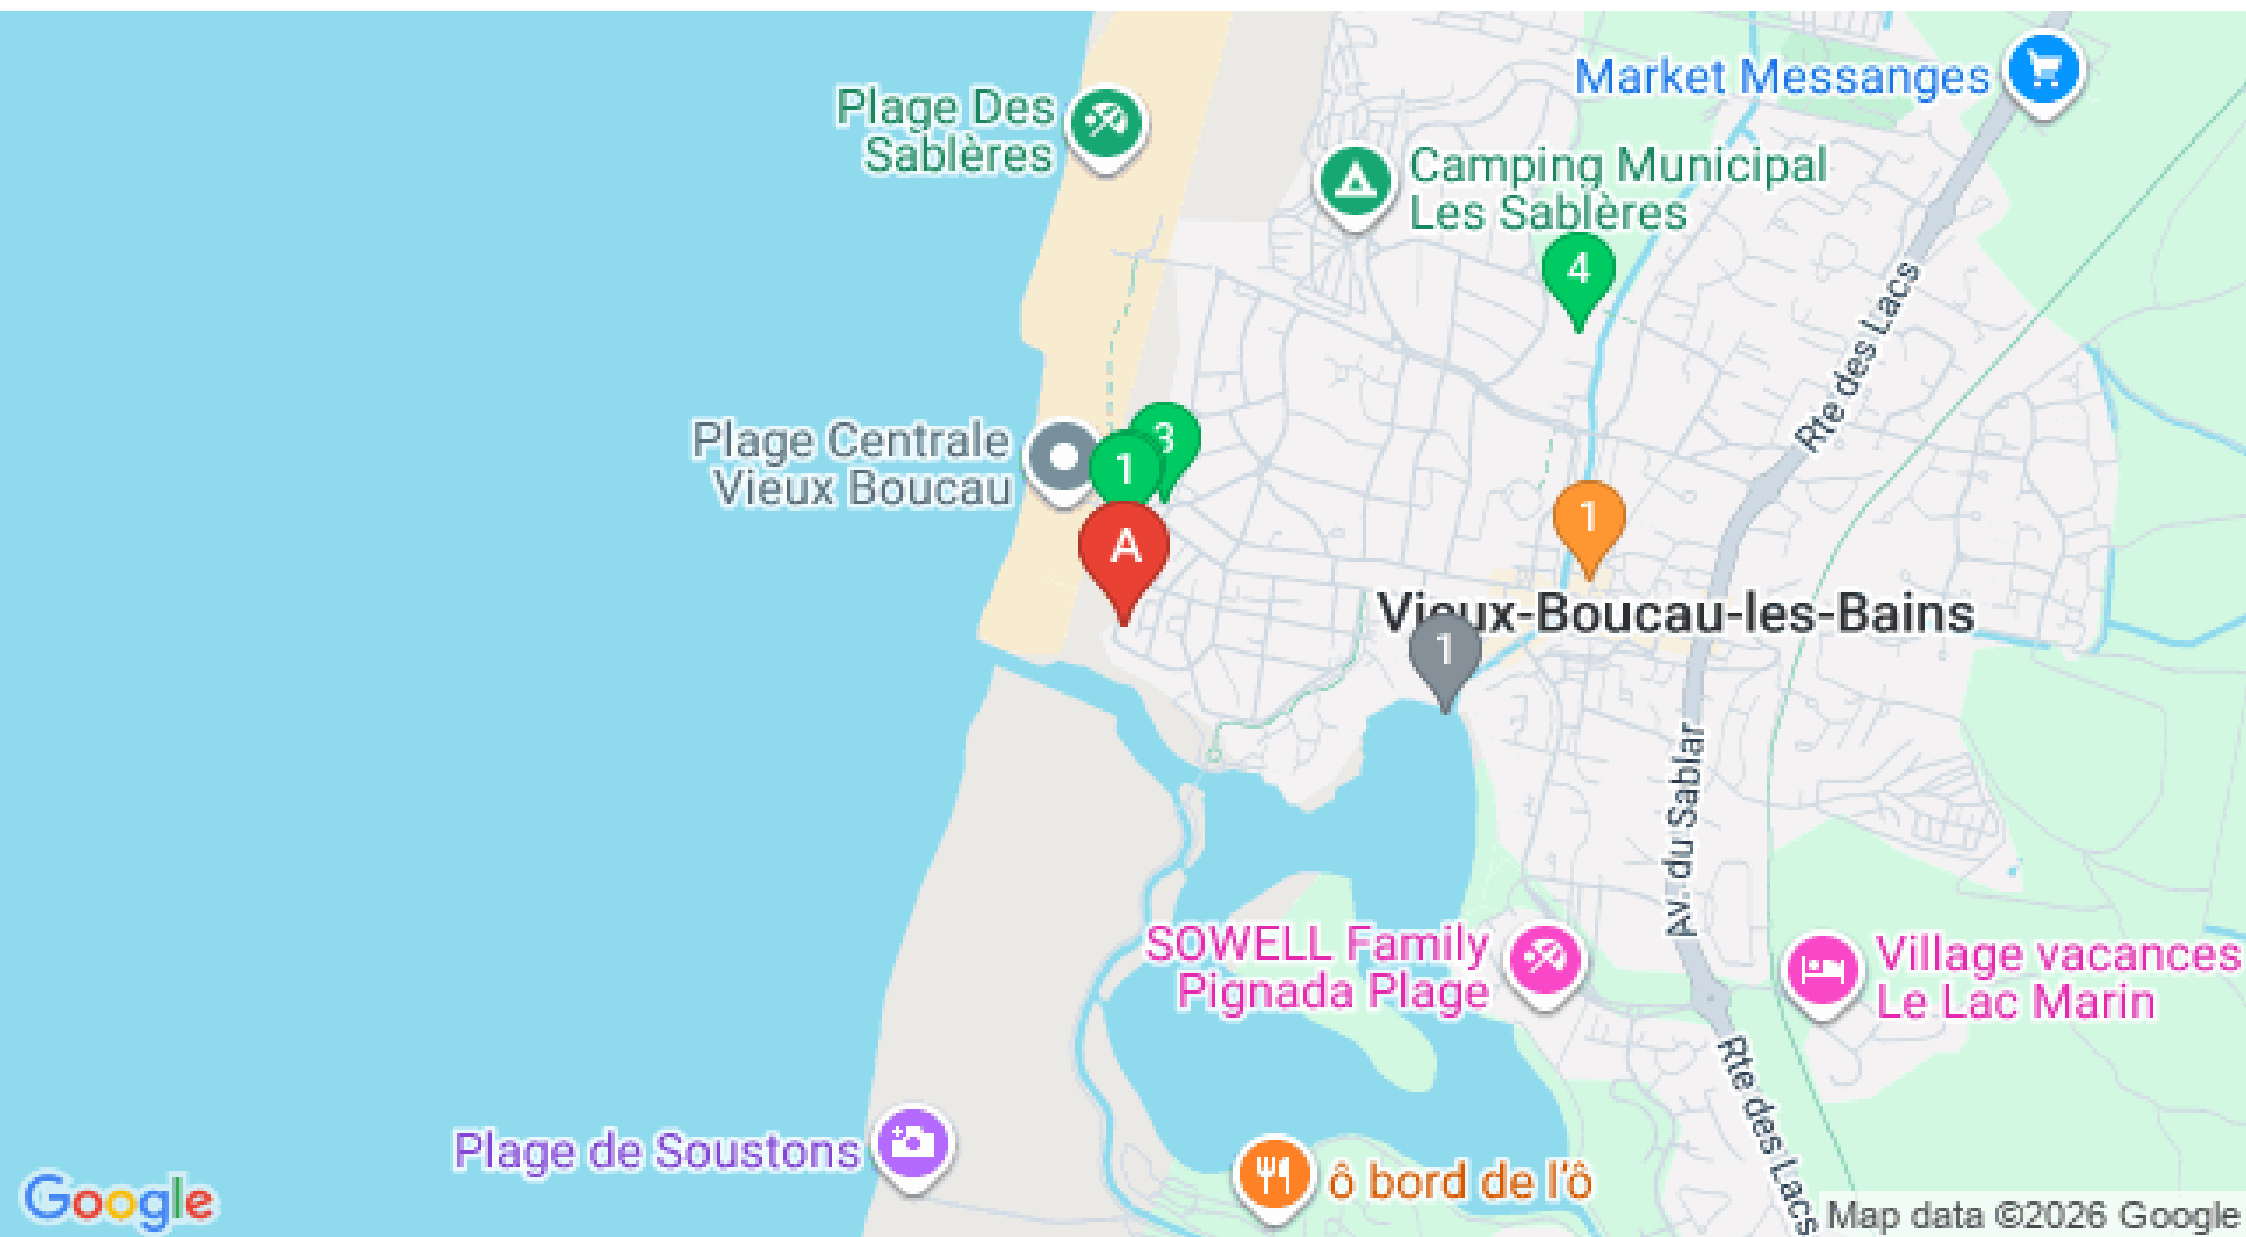 Plage Des
Sablères
Market Messanges
Camping Municipal
Les Sablères
4
Rte des Lacs
Plage Centrale
Vieux Boucau
3
1
A
1
Vieux-Boucau-les-Bains
1
Av. du Sablar
SOWELL Family
Pignada Plage
Village vacances
Le Lac Marin
Rte des Lacs
Plage de Soustons
ô bord de l'ô
Google
Map data ©2026 Google